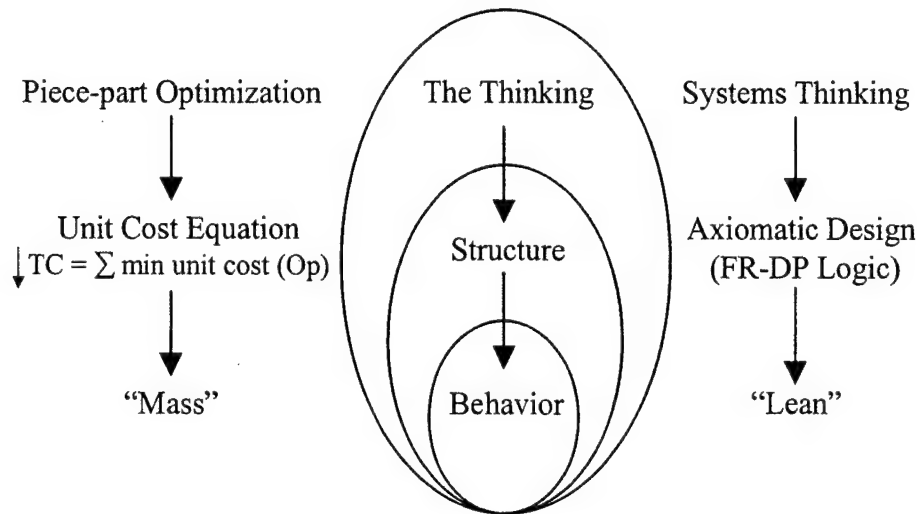 Piece-part Optimization
The Thinking
Systems Thinking
Unit Cost Equation
↓ TC = ∑ min unit cost (Op)
Structure
Axiomatic Design
(FR-DP Logic)
“Mass”
Behavior
“Lean”